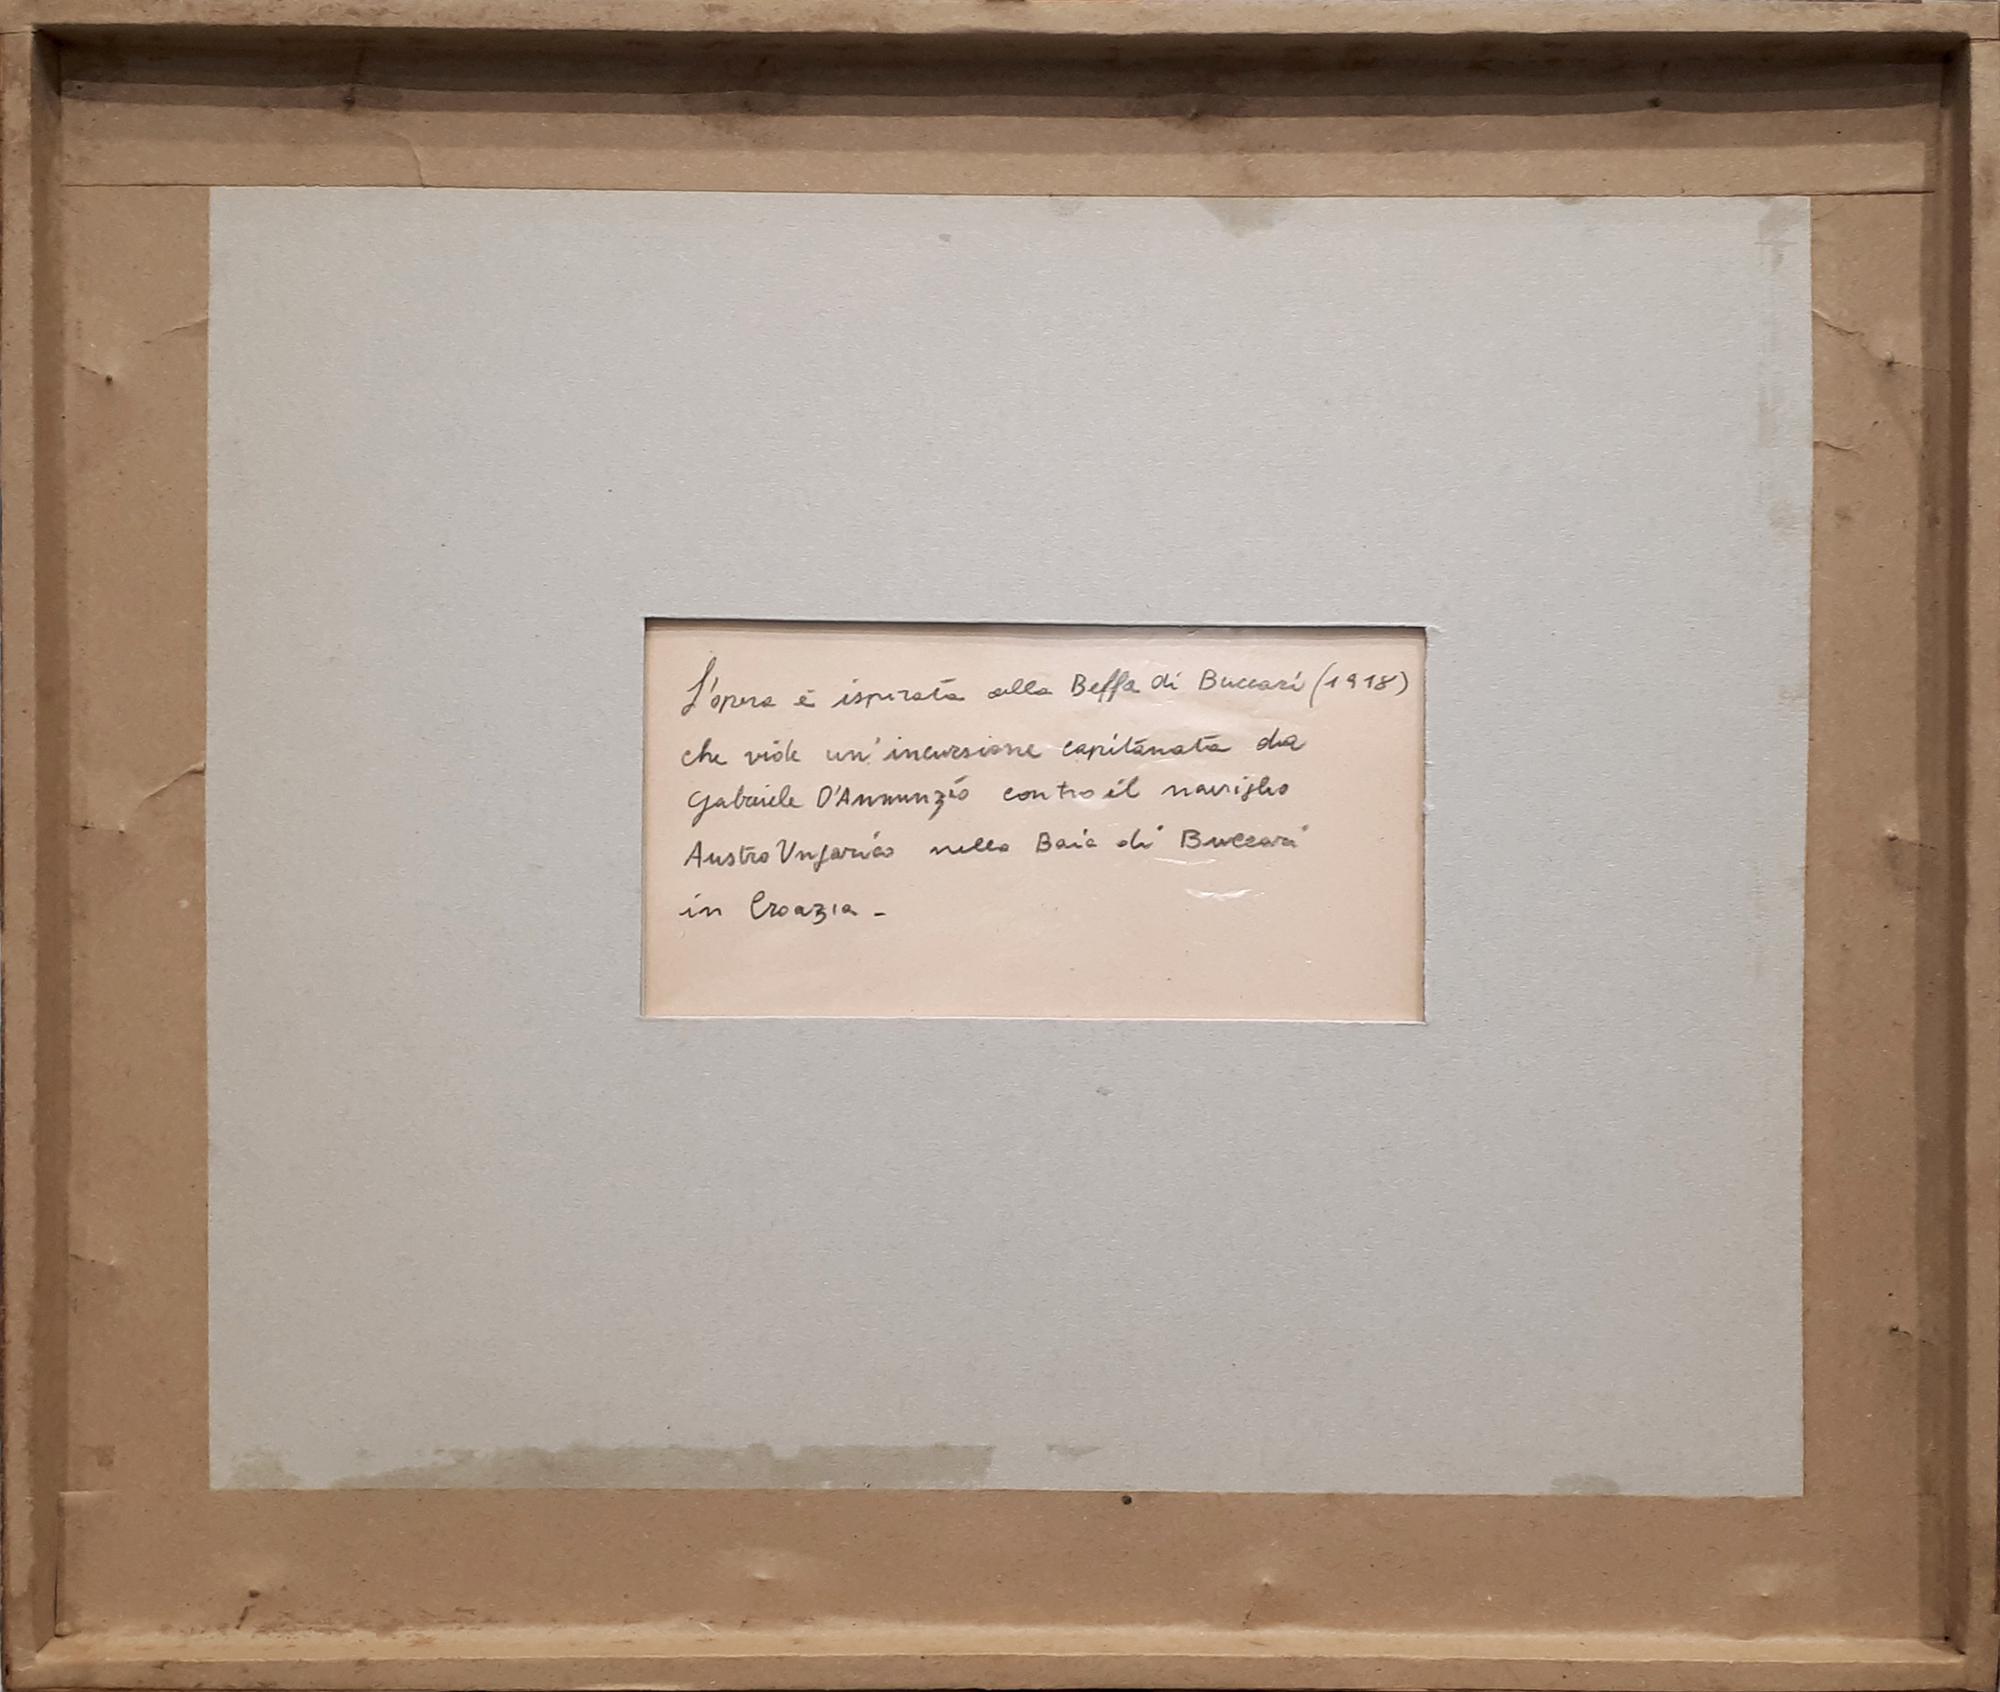 L'opera è ispirata alla Beffa di Buccari (1918)
che vide un'incursione capitanata da
Gabriele D'Annunzio contro il naviglio
Austro Ungarico nella Baia di Buccari
in Croazia -